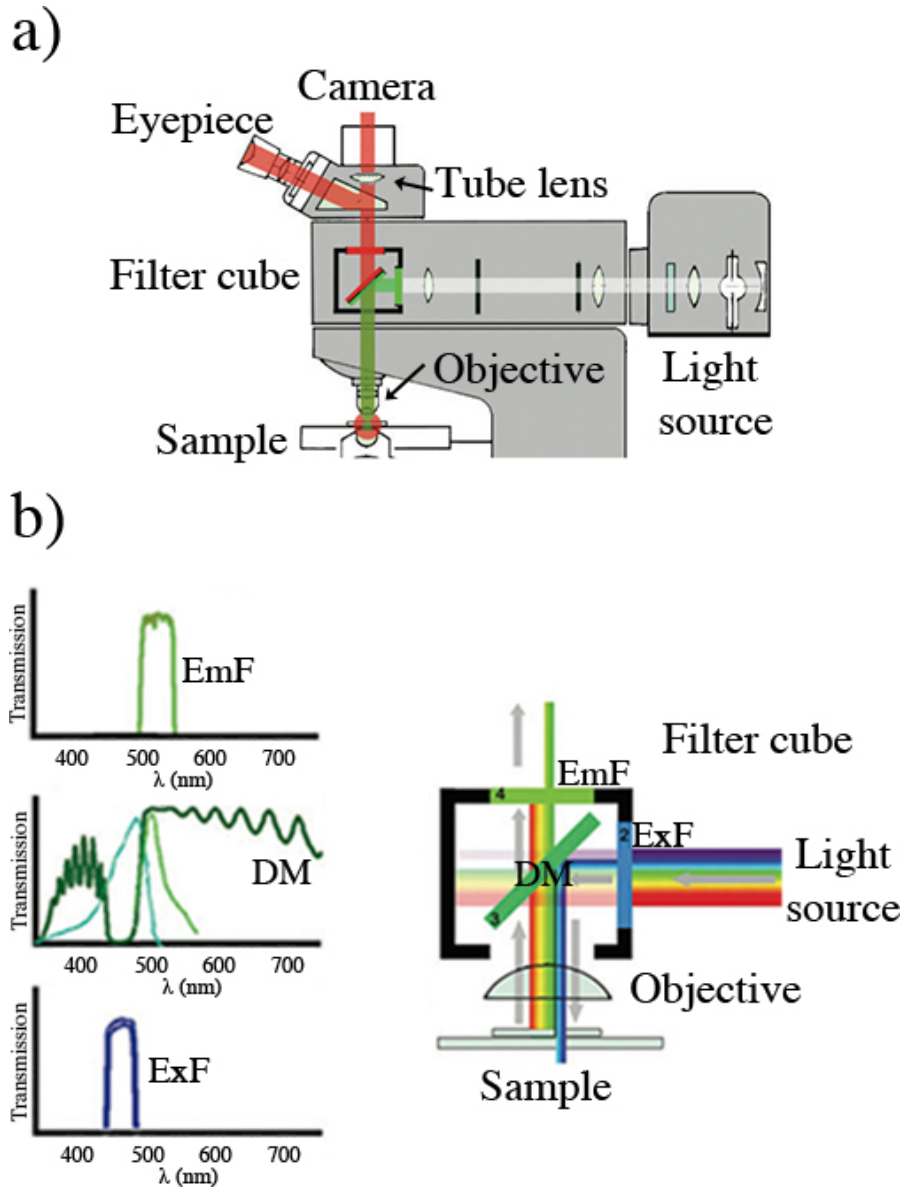 a)
Camera
Eyepiece
Tube lens
Filter cube
Objective
Light
source
Sample
b)
Transmission
EmF
400 500 600 700
λ (nm)
Transmission
DM
400 500 600 700
λ (nm)
Transmission
ExF
400 500 600 700
λ (nm)
Filter cube
4
EmF
2
ExF
DM
3
Light
source
Objective
Sample